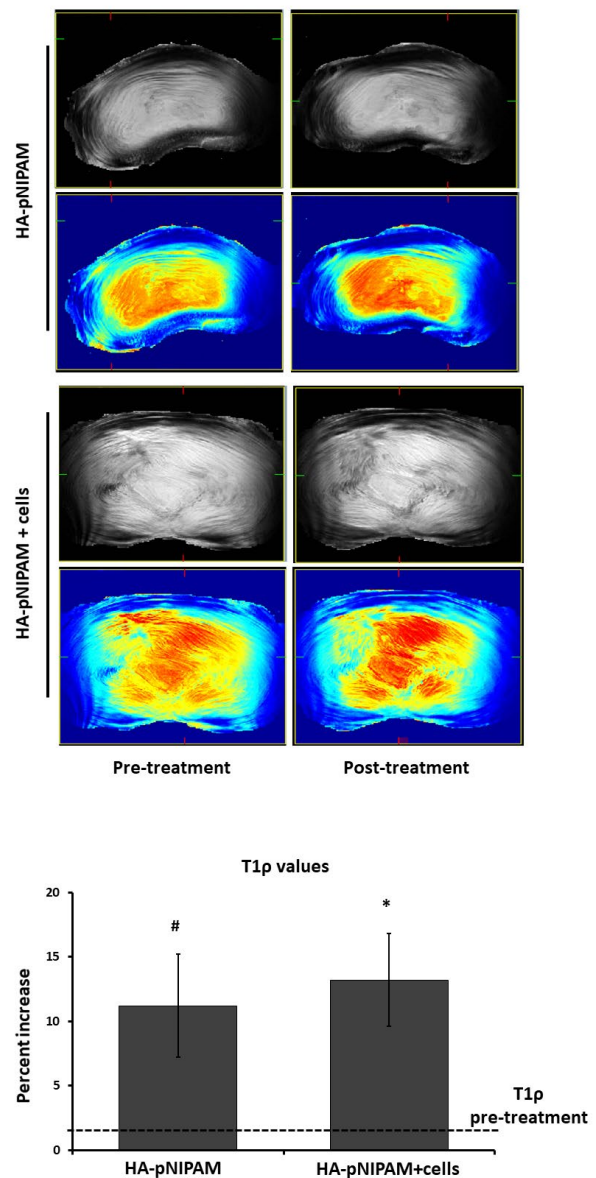 HA-pNIPAM
HA-pNIPAM + cells
Pre-treatment
Post-treatment
T1ρ values
Percent increase
20
15
10
5
0
#
*
T1ρ
pre-treatment
HA-pNIPAM
HA-pNIPAM+cells